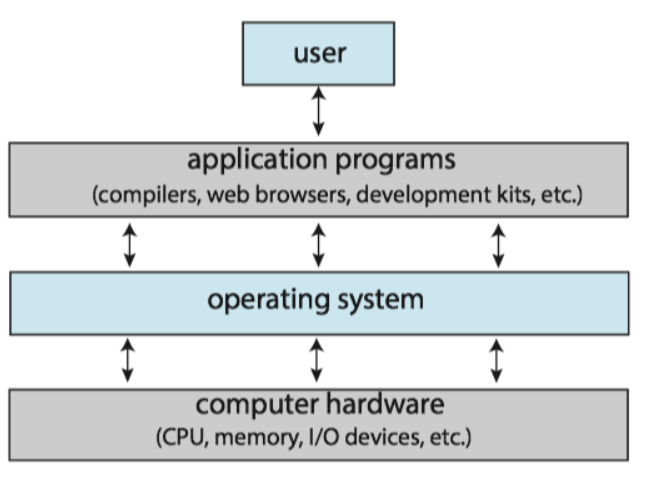 user
application programs
(compilers, web browsers, development kits, etc.)
operating system
computer hardware
(CPU, memory, I/O devices, etc.)